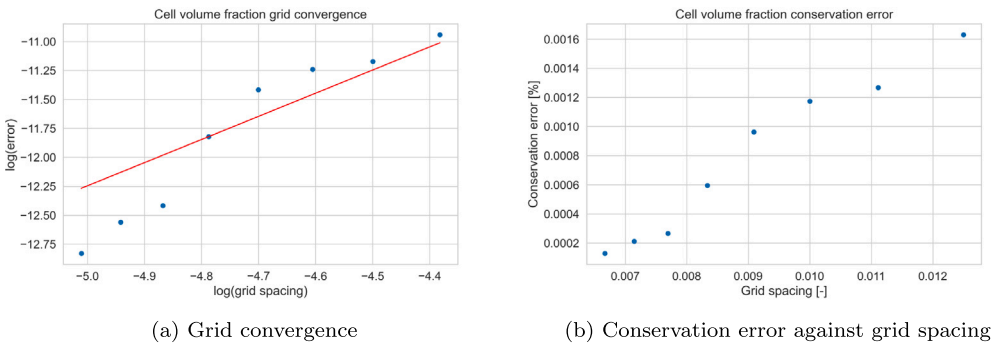 Cell volume fraction grid convergence
log(error)
−11.00
−11.25
−11.50
−11.75
−12.00
−12.25
−12.50
−12.75
−5.0 −4.9 −4.8 −4.7 −4.6 −4.5 −4.4
log(grid spacing)
(a) Grid convergence
Cell volume fraction conservation error
Conservation error [%]
0.0016
0.0014
0.0012
0.0010
0.0008
0.0006
0.0004
0.0002
0.007 0.008 0.009 0.010 0.011 0.012
Grid spacing [-]
(b) Conservation error against grid spacing